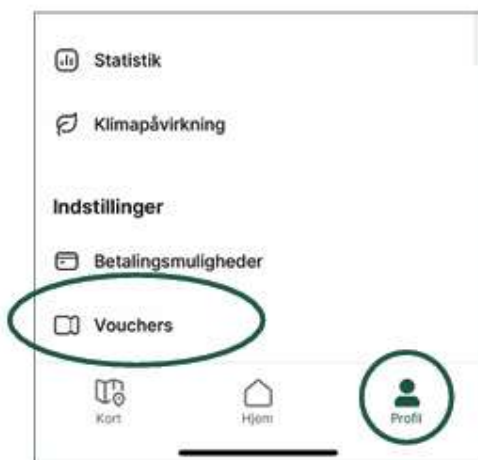 Statistik
Klimapåvirkning
Indstillinger
Betalingsmuligheder
Vouchers
Kort Hjem Profil